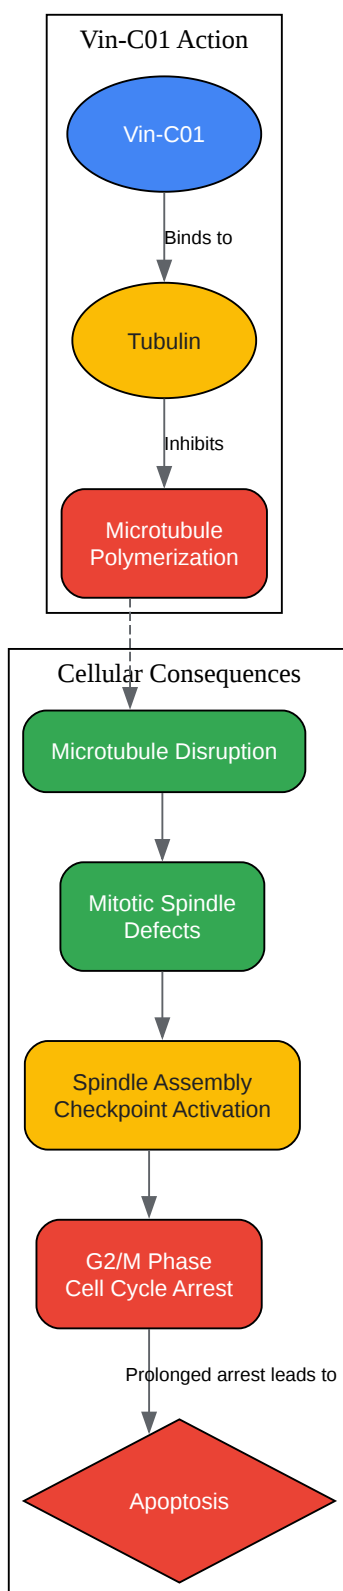 Vin-C01 Action
Vin-C01
Binds to
Tubulin
Inhibits
Microtubule
Polymerization
Cellular Consequences
Microtubule Disruption
Mitotic Spindle
Defects
Spindle Assembly
Checkpoint Activation
G2/M Phase
Cell Cycle Arrest
Prolonged arrest leads to
Apoptosis